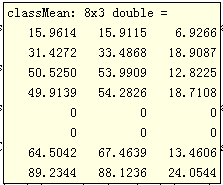 classMean: 8x3 double =
15.9614 15.9115 6.9266
31.4272 33.4868 18.9087
50.5250 53.9909 12.8225
49.9139 54.2826 18.7108
0 0 0
0 0 0
64.5042 67.4639 13.4606
89.2344 88.1236 24.0544